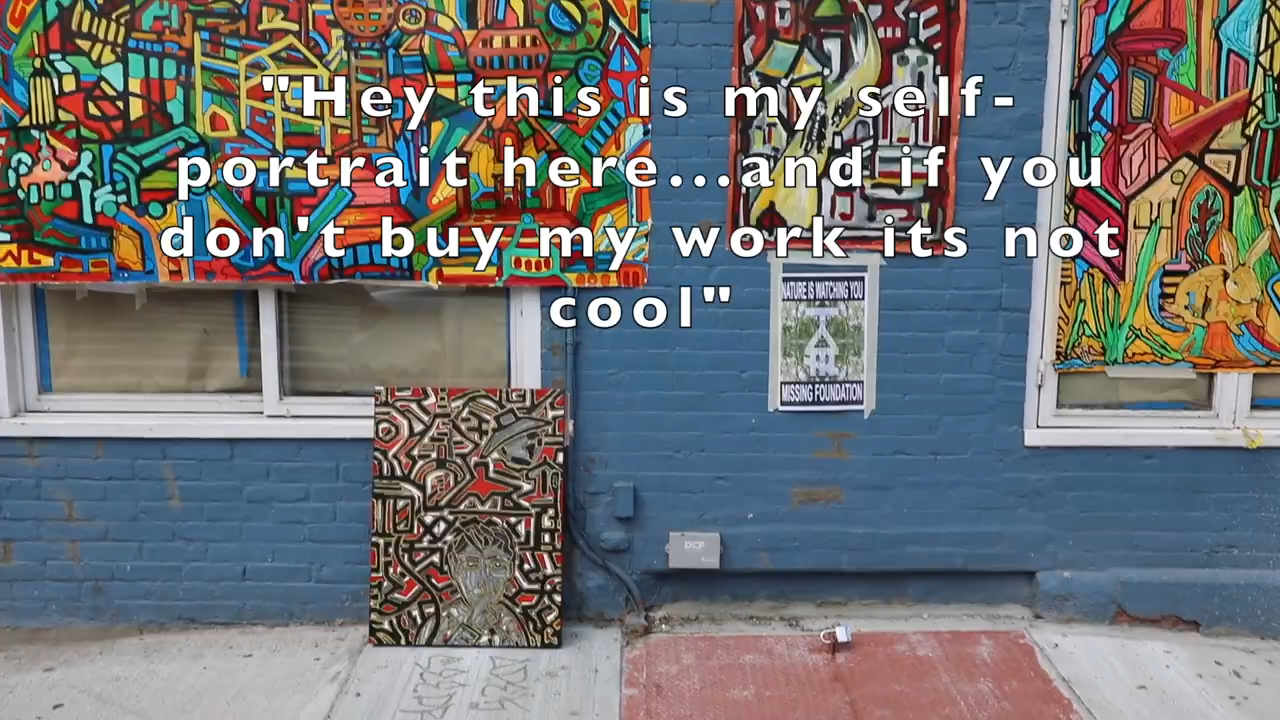 "Hey this is my self-
portrait here...and if you
don't buy my work its not
cool"
NATURE IS WATCHING YOU
MISSING FOUNDATION
DCP